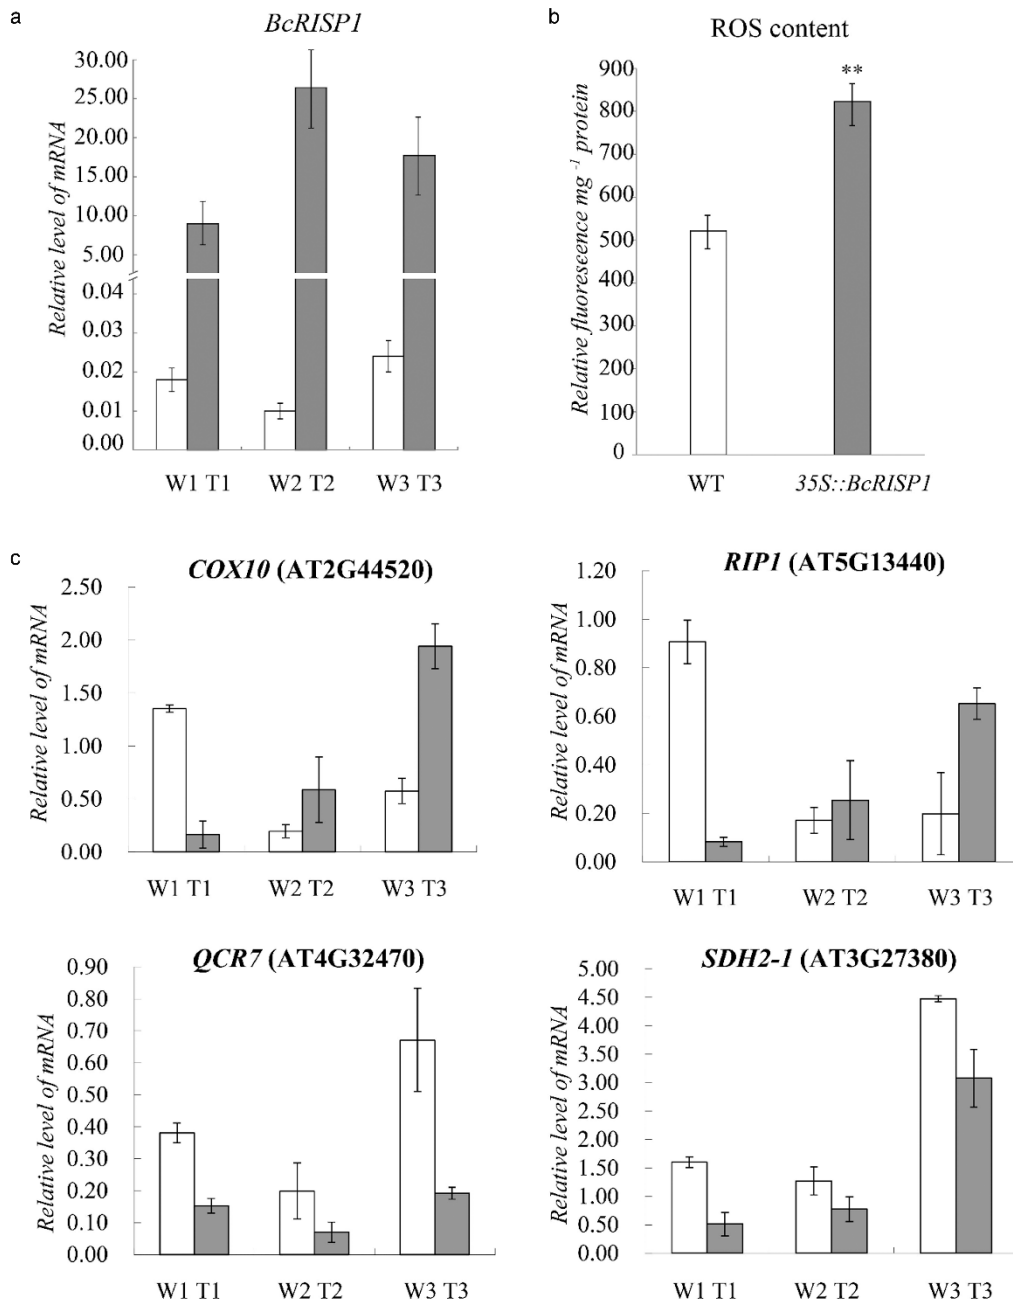 a
BcRISP1
Relative level of mRNA
30.00
25.00
20.00
15.00
10.00
5.00
0.04
0.03
0.02
0.01
0.00
W1 T1 W2 T2 W3 T3
b
ROS content
Relative fluorescence mg -1 protein
900
800
700
600
500
400
300
200
100
0
**
WT 35S::BcRISP1
c
COX10 (AT2G44520)
Relative level of mRNA
2.50
2.00
1.50
1.00
0.50
0.00
W1 T1 W2 T2 W3 T3
RIP1 (AT5G13440)
Relative level of mRNA
1.20
1.00
0.80
0.60
0.40
0.20
0.00
W1 T1 W2 T2 W3 T3
QCR7 (AT4G32470)
Relative level of mRNA
0.90
0.80
0.70
0.60
0.50
0.40
0.30
0.20
0.10
0.00
W1 T1 W2 T2 W3 T3
SDH2-1 (AT3G27380)
Relative level of mRNA
5.00
4.50
4.00
3.50
3.00
2.50
2.00
1.50
1.00
0.50
0.00
W1 T1 W2 T2 W3 T3